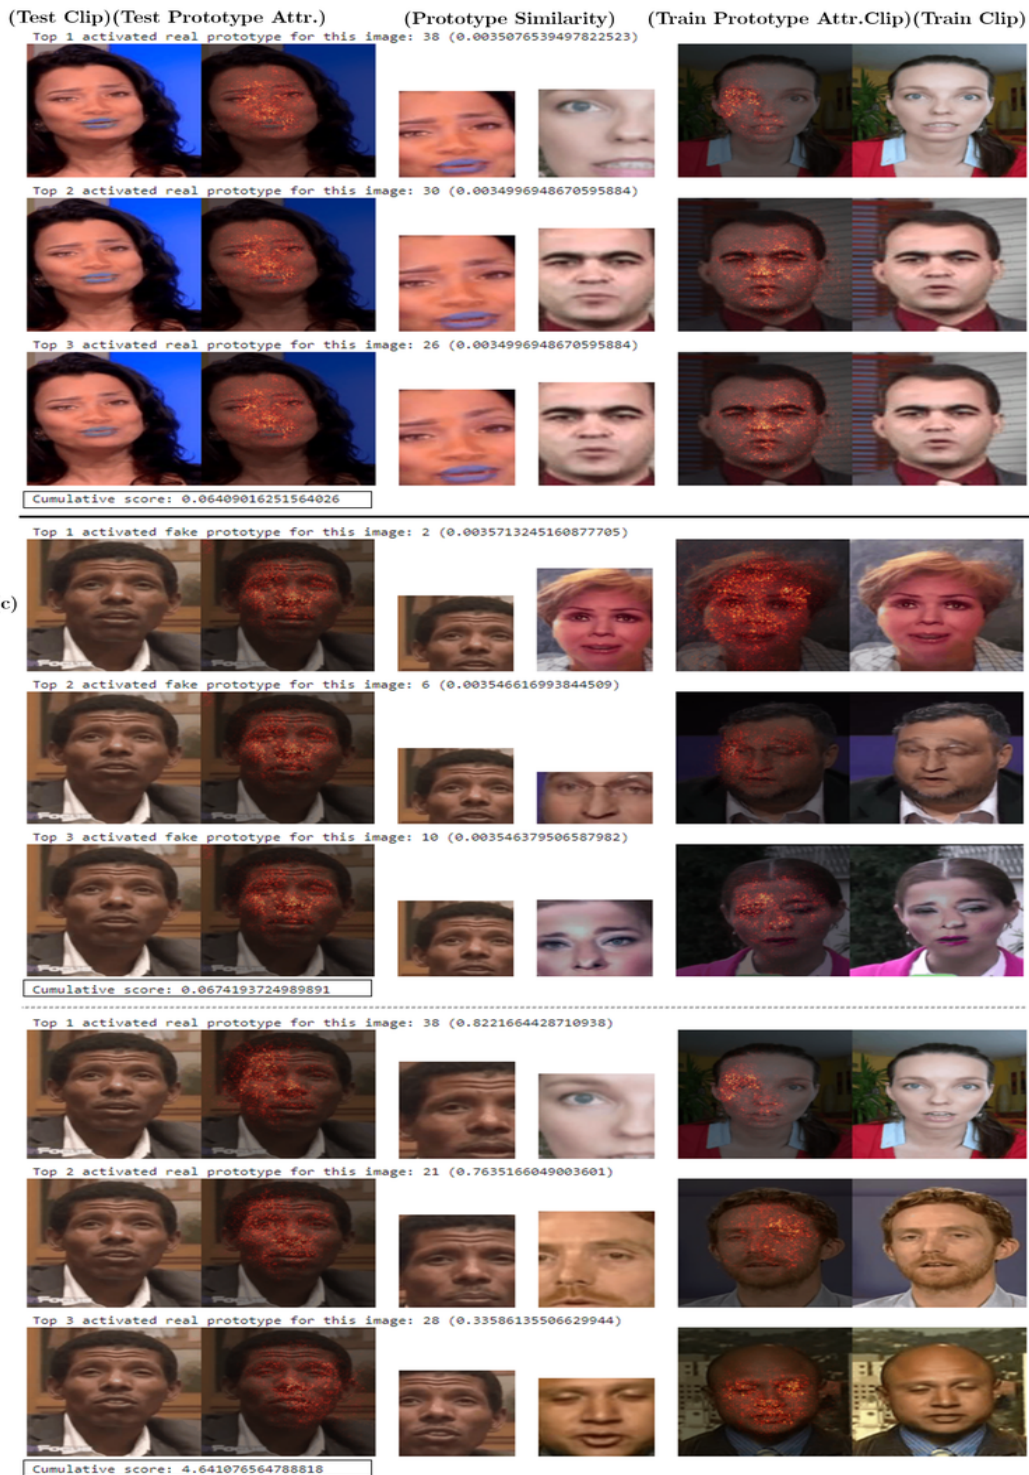 (Test Clip)(Test Prototype Attr.) (Prototype Similarity) (Train Prototype Attr.Clip)(Train Clip)
Top 1 activated real prototype for this image: 38 (0.0035076539497822523)
Top 2 activated real prototype for this image: 30 (0.0034996948670595884)
Top 3 activated real prototype for this image: 26 (0.0034996948670595884)
Cumulative score: 0.06409016251564026
Top 1 activated fake prototype for this image: 2 (0.0035713245160877705)
c)
Top 2 activated fake prototype for this image: 6 (0.003546616993844509)
Top 3 activated fake prototype for this image: 10 (0.003546379506587982)
Cumulative score: 0.0674193724989891
Top 1 activated real prototype for this image: 38 (0.8221664428710938)
Top 2 activated real prototype for this image: 21 (0.7635166049003601)
Top 3 activated real prototype for this image: 28 (0.33586135506629944)
Cumulative score: 4.641076564788818